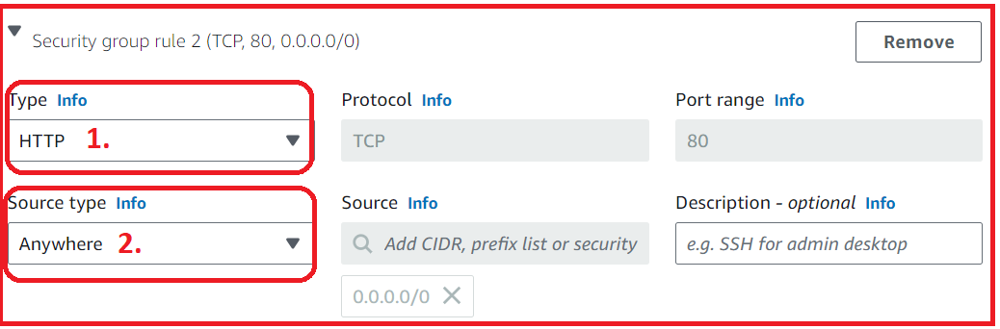 Security group rule 2 (TCP, 80, 0.0.0.0/0)
Remove
Type Info
Protocol Info
Port range Info
HTTP 1.
TCP
80
Source type Info
Source Info
Description - optional Info
Anywhere 2.
Add CIDR, prefix list or security
e.g. SSH for admin desktop
0.0.0.0/0